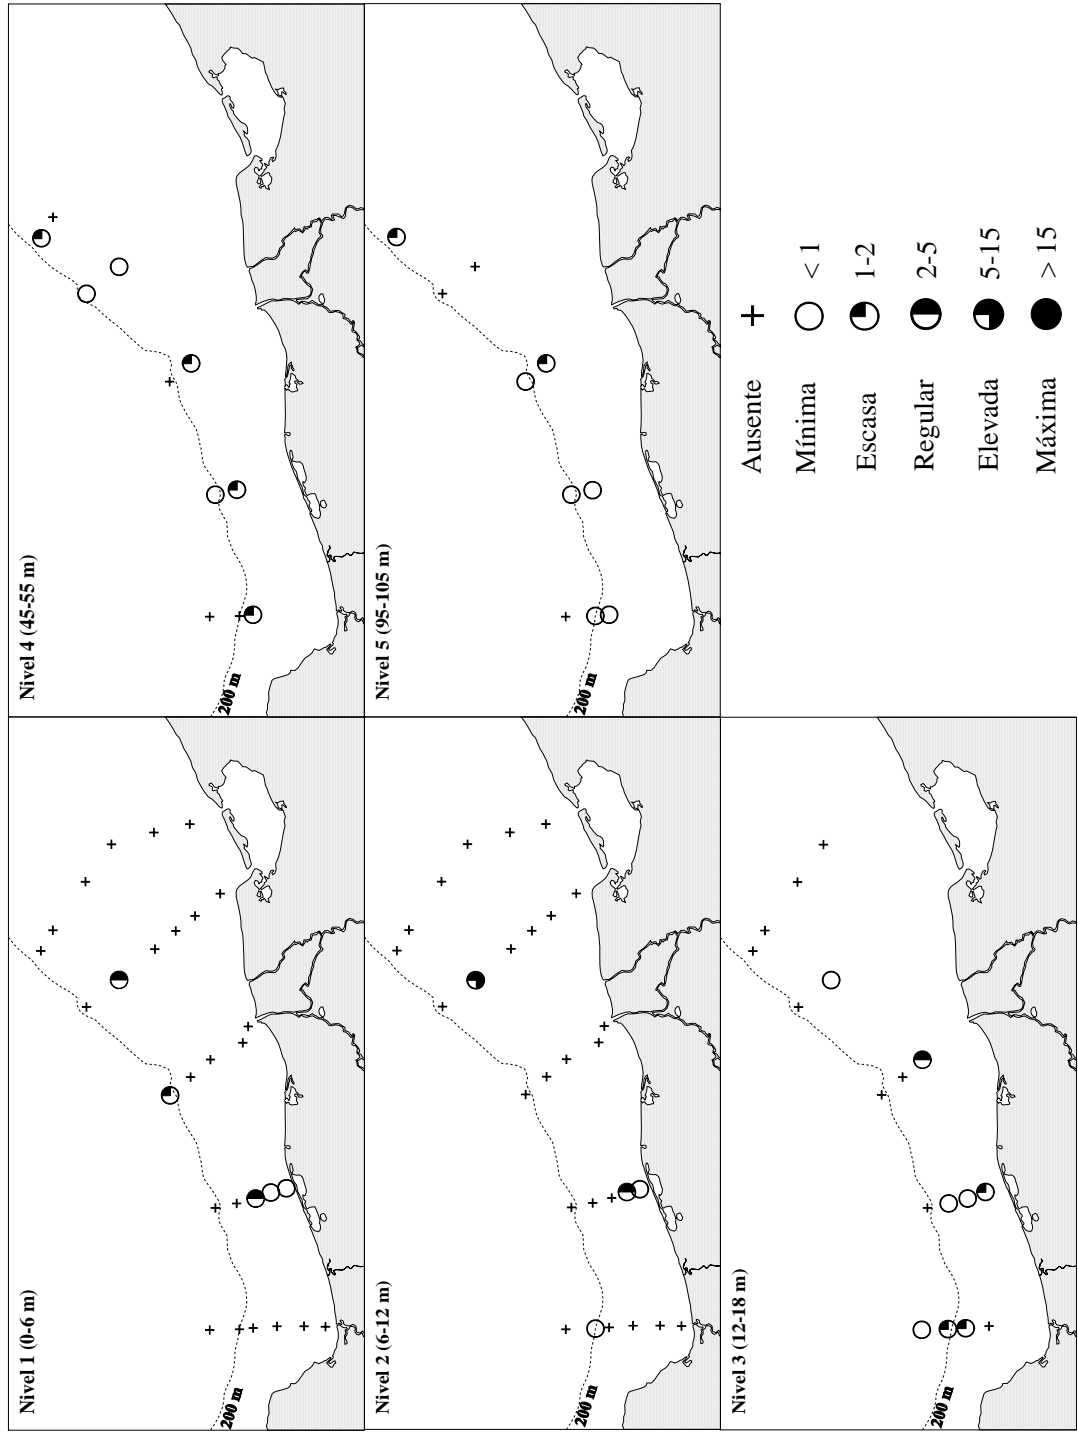 Nivel 1 (0-6 m)
200 m
Nivel 2 (6-12 m)
200 m
Nivel 3 (12-18 m)
200 m
Nivel 4 (45-55 m)
200 m
Nivel 5 (95-105 m)
200 m
Ausente +
Mínima < 1
Escasa 1-2
Regular 2-5
Elevada 5-15
Máxima > 15